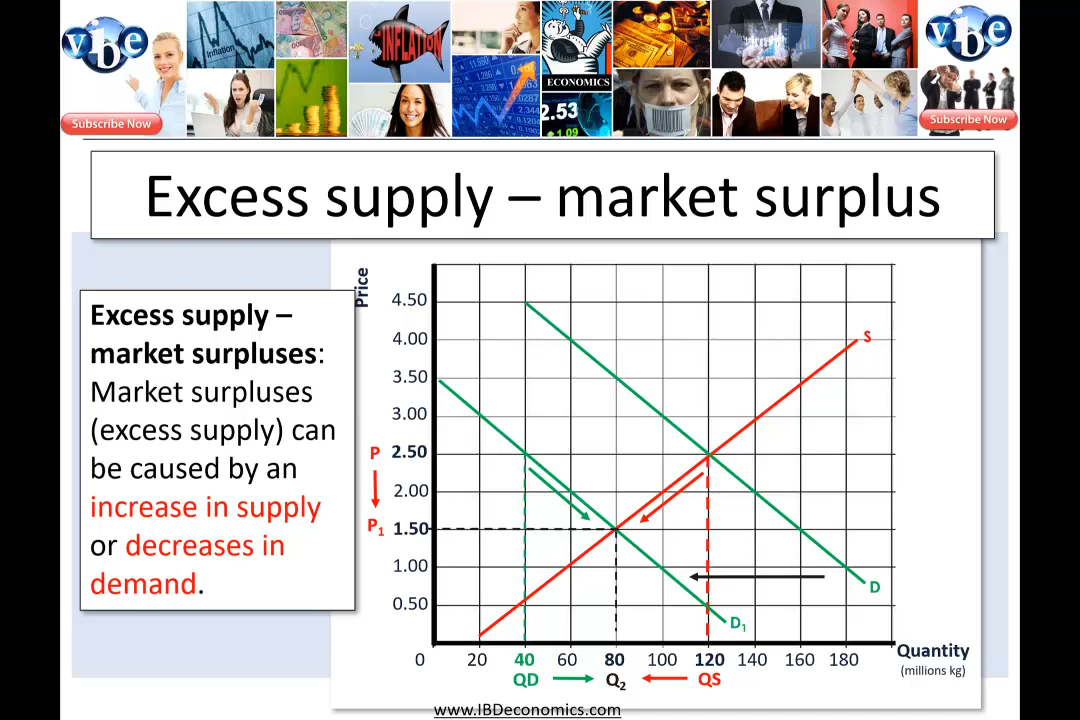 vbe
Subscribe Now
Inflation
INFLATION
ECONOMICS
2.53
1.09
vbe
Subscribe Now
Excess supply – market surplus
Excess supply –
market surpluses:
Market surpluses
(excess supply) can
be caused by an
increase in supply
or decreases in
demand.
Price
4.50
4.00
3.50
3.00
P 2.50
2.00
P₁ 1.50
1.00
0.50
S
D
D₁
0 20 40 60 80 100 120 140 160 180
Quantity
(millions kg)
QD Q₂ QS
www.IBDeconomics.com